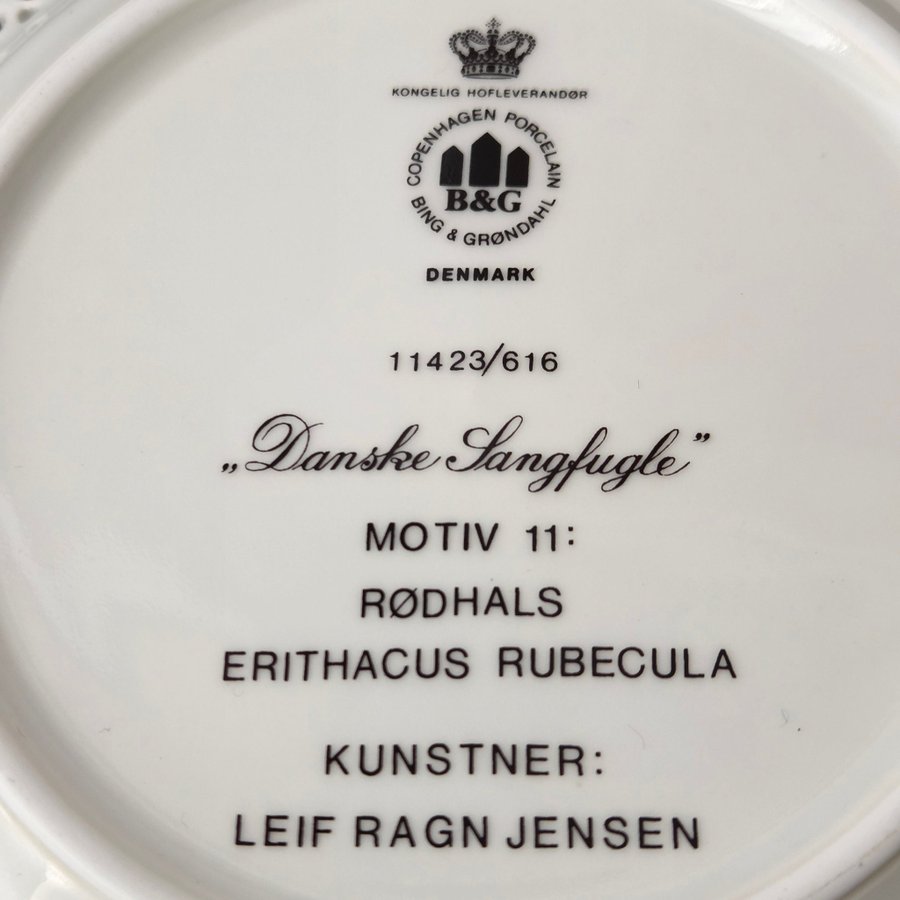 KONGELIG HOFLEVERANDØR
COPENHAGEN PORCELAIN
B&G
BING & GRØNDAHL
DENMARK
11423/616
„Danske Sangfugle”
MOTIV 11:
RØDHALS
ERITHACUS RUBECULA
KUNSTNER:
LEIF RAGN JENSEN